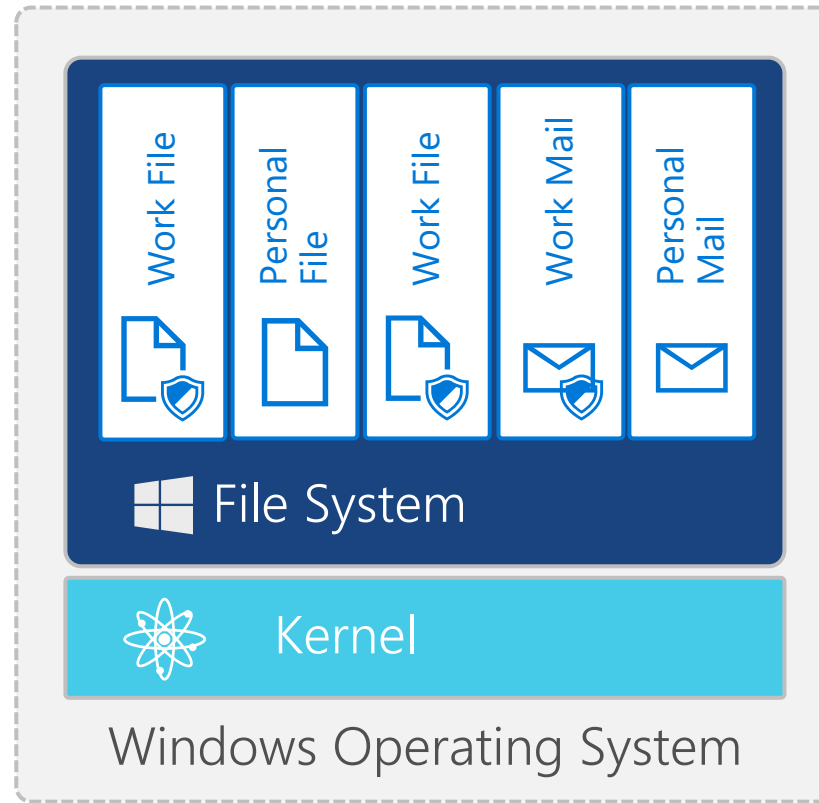 Work File
Personal
File
Work File
Work Mail
Personal
Mail
File System
Kernel
Windows Operating System